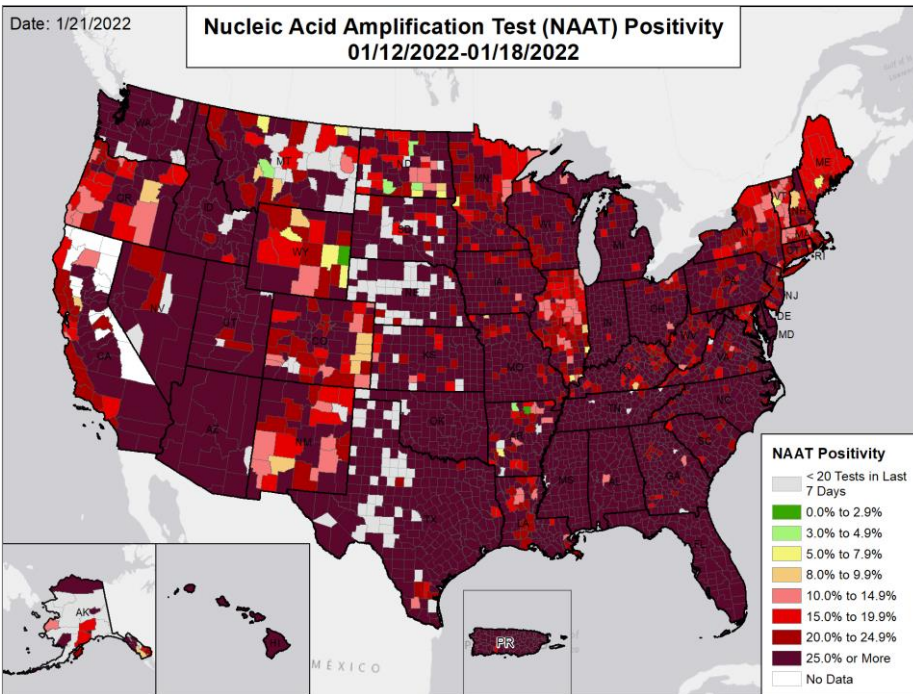 Date: 1/21/2022
Nucleic Acid Amplification Test (NAAT) Positivity
01/12/2022-01/18/2022
WA
MT
ND
MN
ME
OR
ID
SD
WI
MI
VT
NH
NY
MA
RI
WY
IA
NE
PA
NJ
NV
UT
CO
IL
IN
OH
DE
MD
CA
KS
MO
KY
VA
AZ
NM
OK
AR
TN
NC
SC
MS
AL
GA
TX
LA
FL
AK
PR
MÉXICO
NAAT Positivity
< 20 Tests in Last
7 Days
0.0% to 2.9%
3.0% to 4.9%
5.0% to 7.9%
8.0% to 9.9%
10.0% to 14.9%
15.0% to 19.9%
20.0% to 24.9%
25.0% or More
No Data